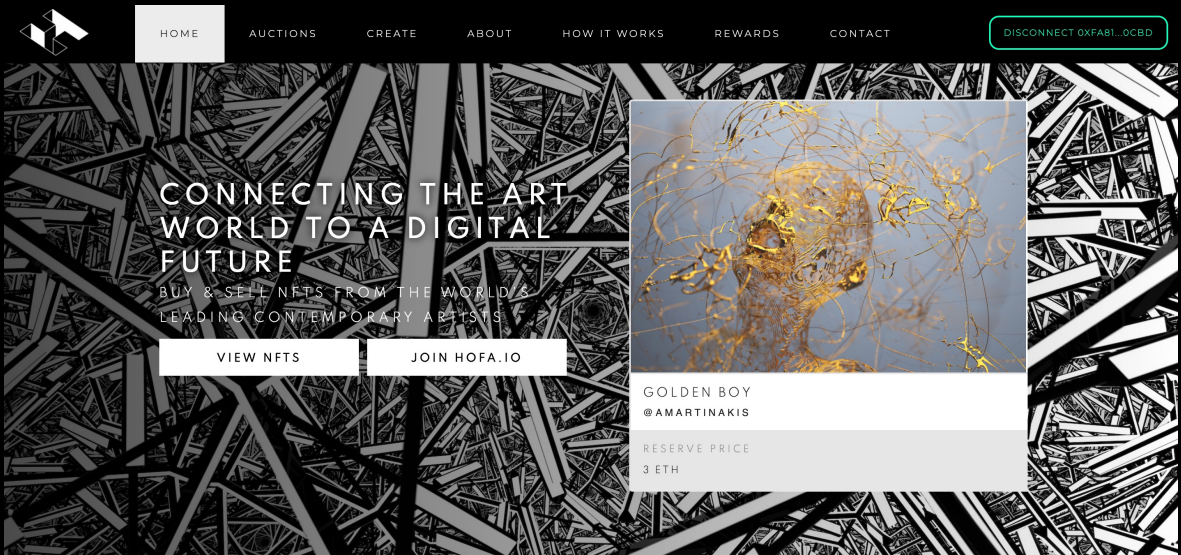 HOME
AUCTIONS
CREATE
ABOUT
HOW IT WORKS
REWARDS
CONTACT
DISCONNECT 0XFA81...0CBD
CONNECTING THE ART
WORLD TO A DIGITAL
FUTURE
BUY & SELL NFTS FROM THE WORLD'S
LEADING CONTEMPORARY ARTISTS
VIEW NFTS
JOIN HOFA.IO
GOLDEN BOY
@AMARTINAKIS
RESERVE PRICE
3 ETH